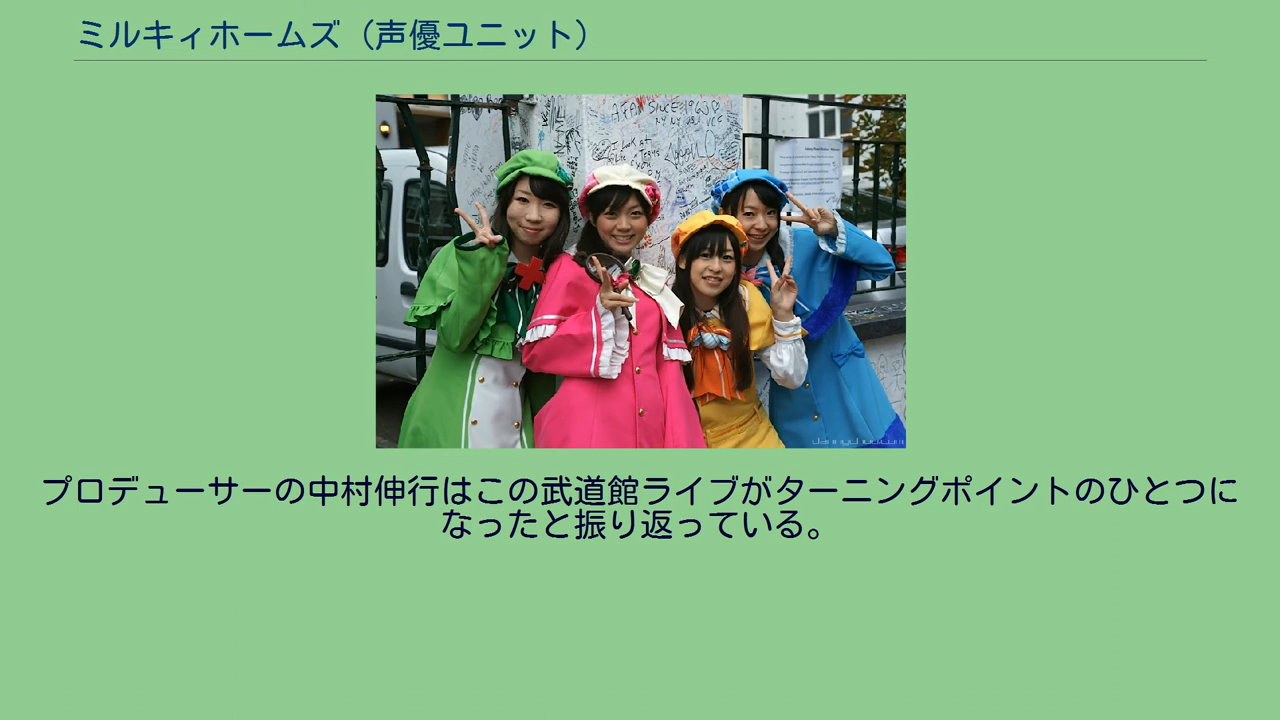 ミルキィホームズ（声優ユニット）
A FAN SINCE 1963
プロデューサーの中村伸行はこの武道館ライブがターニングポイントのひとつに
なったと振り返っている。